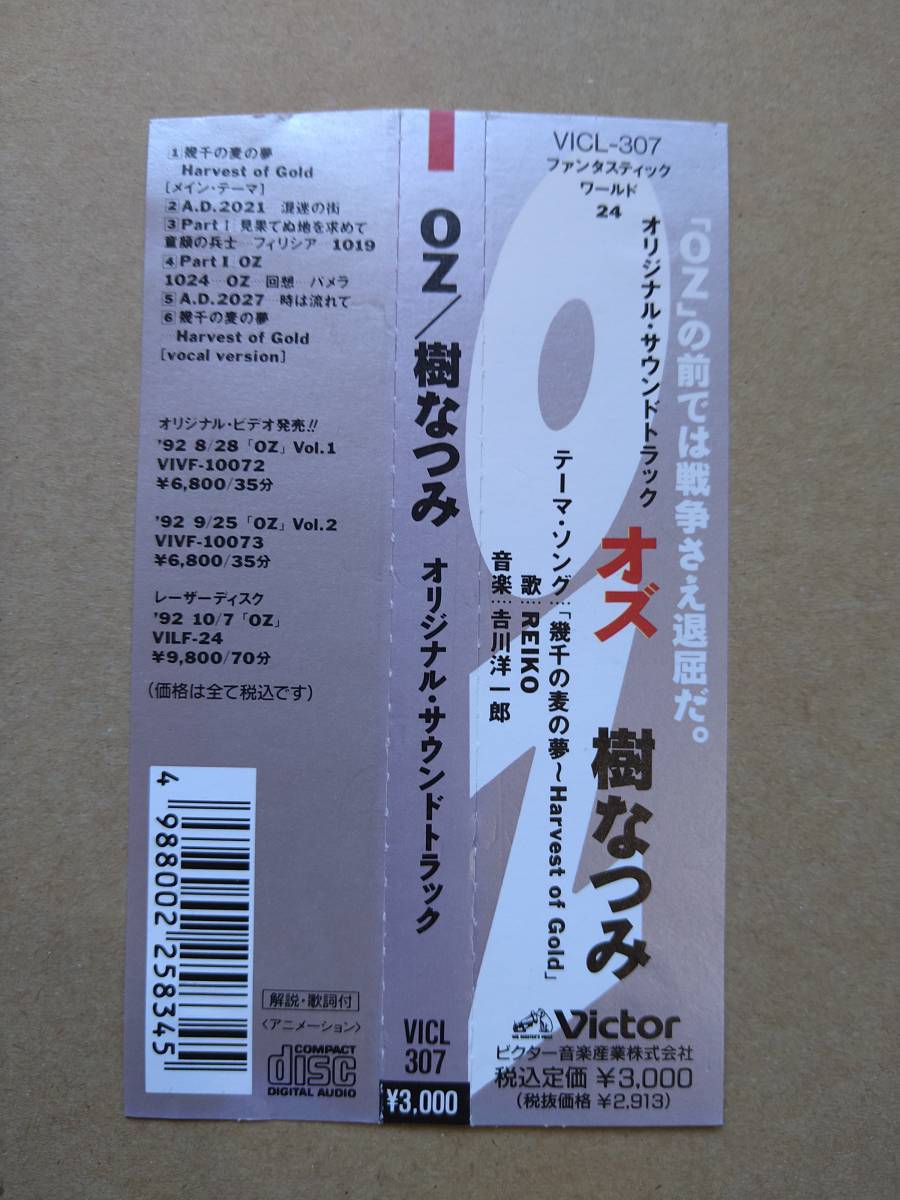 1 幾千の麦の夢
Harvest of Gold
[メイン・テーマ]
2 A.D.2021 混迷の街
3 Part I 見果てぬ地を求めて
童顔の兵士…フィリシア…1019
4 Part I OZ
1024…OZ…回想…パメラ
5 A.D.2027…時は流れて
6 幾千の麦の夢
Harvest of Gold
[vocal version]
オリジナル・ビデオ発売!!
'92 8/28「OZ」Vol.1
VIVF-10072
¥6,800/35分
'92 9/25「OZ」Vol.2
VIVF-10073
¥6,800/35分
レーザーディスク
'92 10/7「OZ」
VILF-24
¥9,800/70分
(価格は全て税込です)
4 988002 258345
解説・歌詞付
〈アニメーション〉
COMPACT
disc
DIGITAL AUDIO
OZ/樹なつみ オリジナル・サウンドトラック
VICL
307
¥3,000
VICL-307
ファンタスティック
ワールド
24
「OZ」の前では戦争さえ退屈だ。
オリジナル・サウンドトラック
オズ 樹なつみ
テーマ・ソング…「幾千の麦の夢~Harvest of Gold」
歌…REIKO
音楽…吉川洋一郎
Victor
ビクター音楽産業株式会社
税込定価 ¥3,000
(税抜価格 ¥2,913)